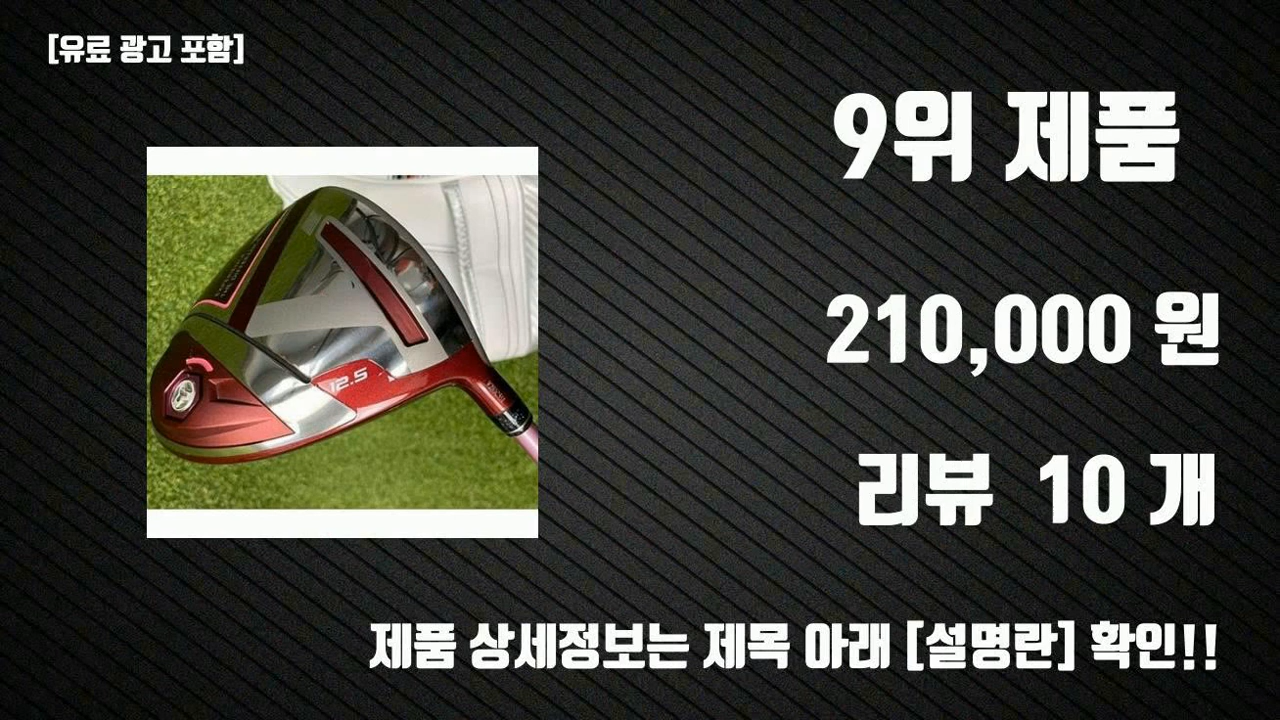 [유료 광고 포함]
9위 제품
210,000 원
리뷰 10 개
12.5
제품 상세정보는 제목 아래 [설명란] 확인!!